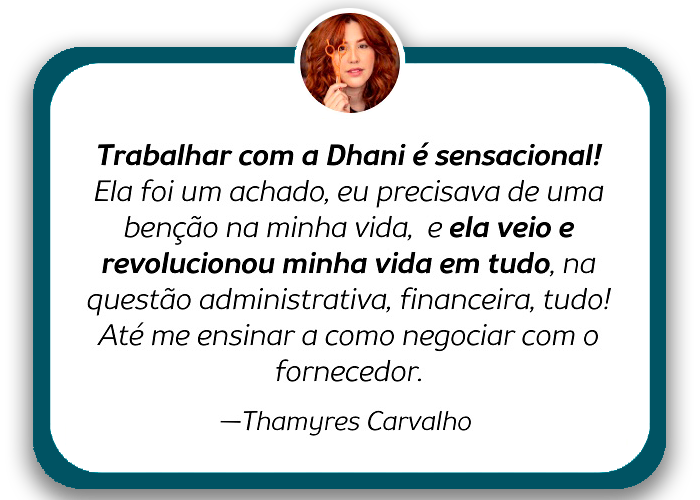 Trabalhar com a Dhani é sensacional!
Ela foi um achado, eu precisava de uma
benção na minha vida,  e ela veio e
revolucionou minha vida em tudo, na
questão administrativa, financeira, tudo!
Até me ensinar a como negociar com o
fornecedor.
—Thamyres Carvalho